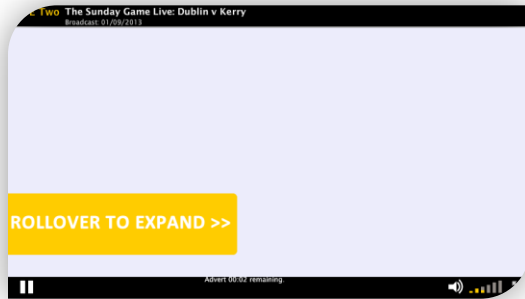 Two The Sunday Game Live: Dublin v Kerry
Broadcast: 01/09/2013
ROLLOVER TO EXPAND >>
Advert 00:02 remaining.